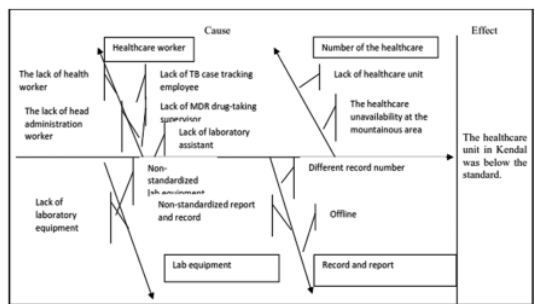 Cause
Effect
Healthcare worker
Number of the healthcare
The lack of health
worker
Lack of TB case tracking
employee
Lack of healthcare unit
The lack of head
administration
worker
Lack of MDR drug-taking
supervisor
Lack of laboratory
assistant
The healthcare
unavailability at the
mountainous area
The healthcare
unit in Kendal
was below the
standard.
Lack of
laboratory
equipment
Non-
standardized
lab equipment
Different record number
Non-standardized report
and record
Offline
Lab equipment
Record and report